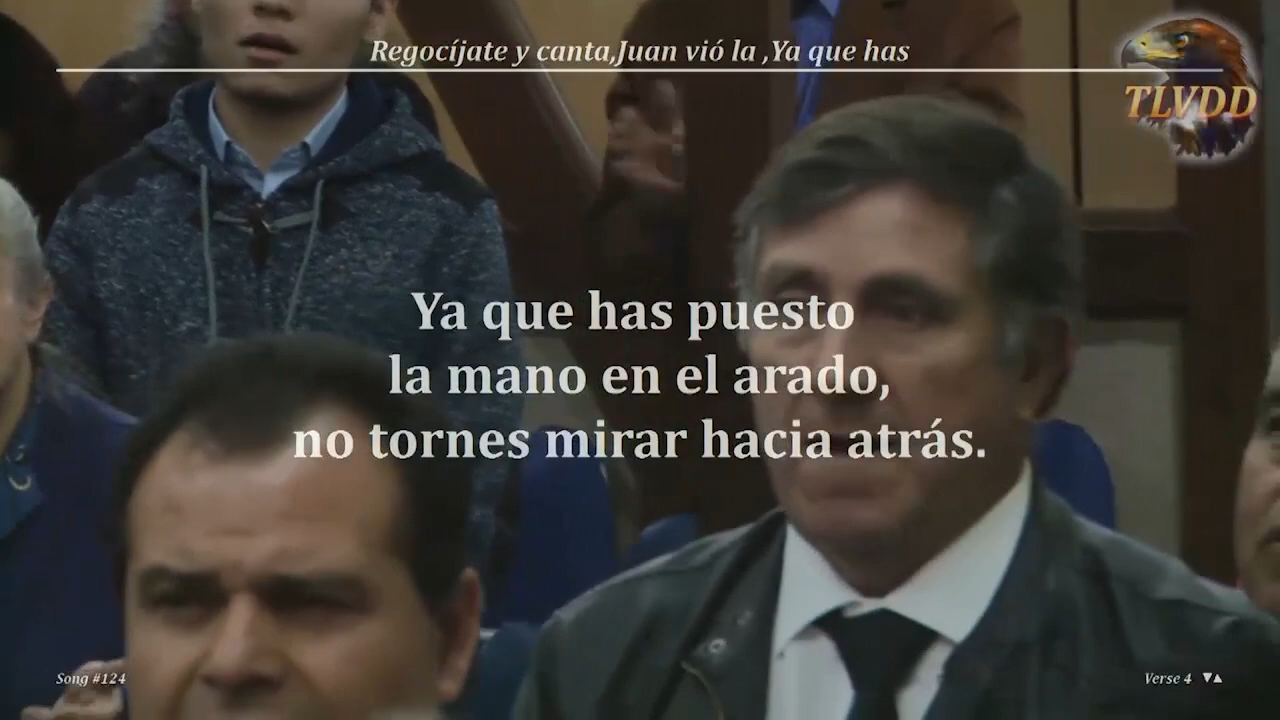 Regocíjate y canta,Juan vió la ,Ya que has
TLVDD
Ya que has puesto
la mano en el arado,
no tornes mirar hacia atrás.
Song #124
Verse 4 ▼▲